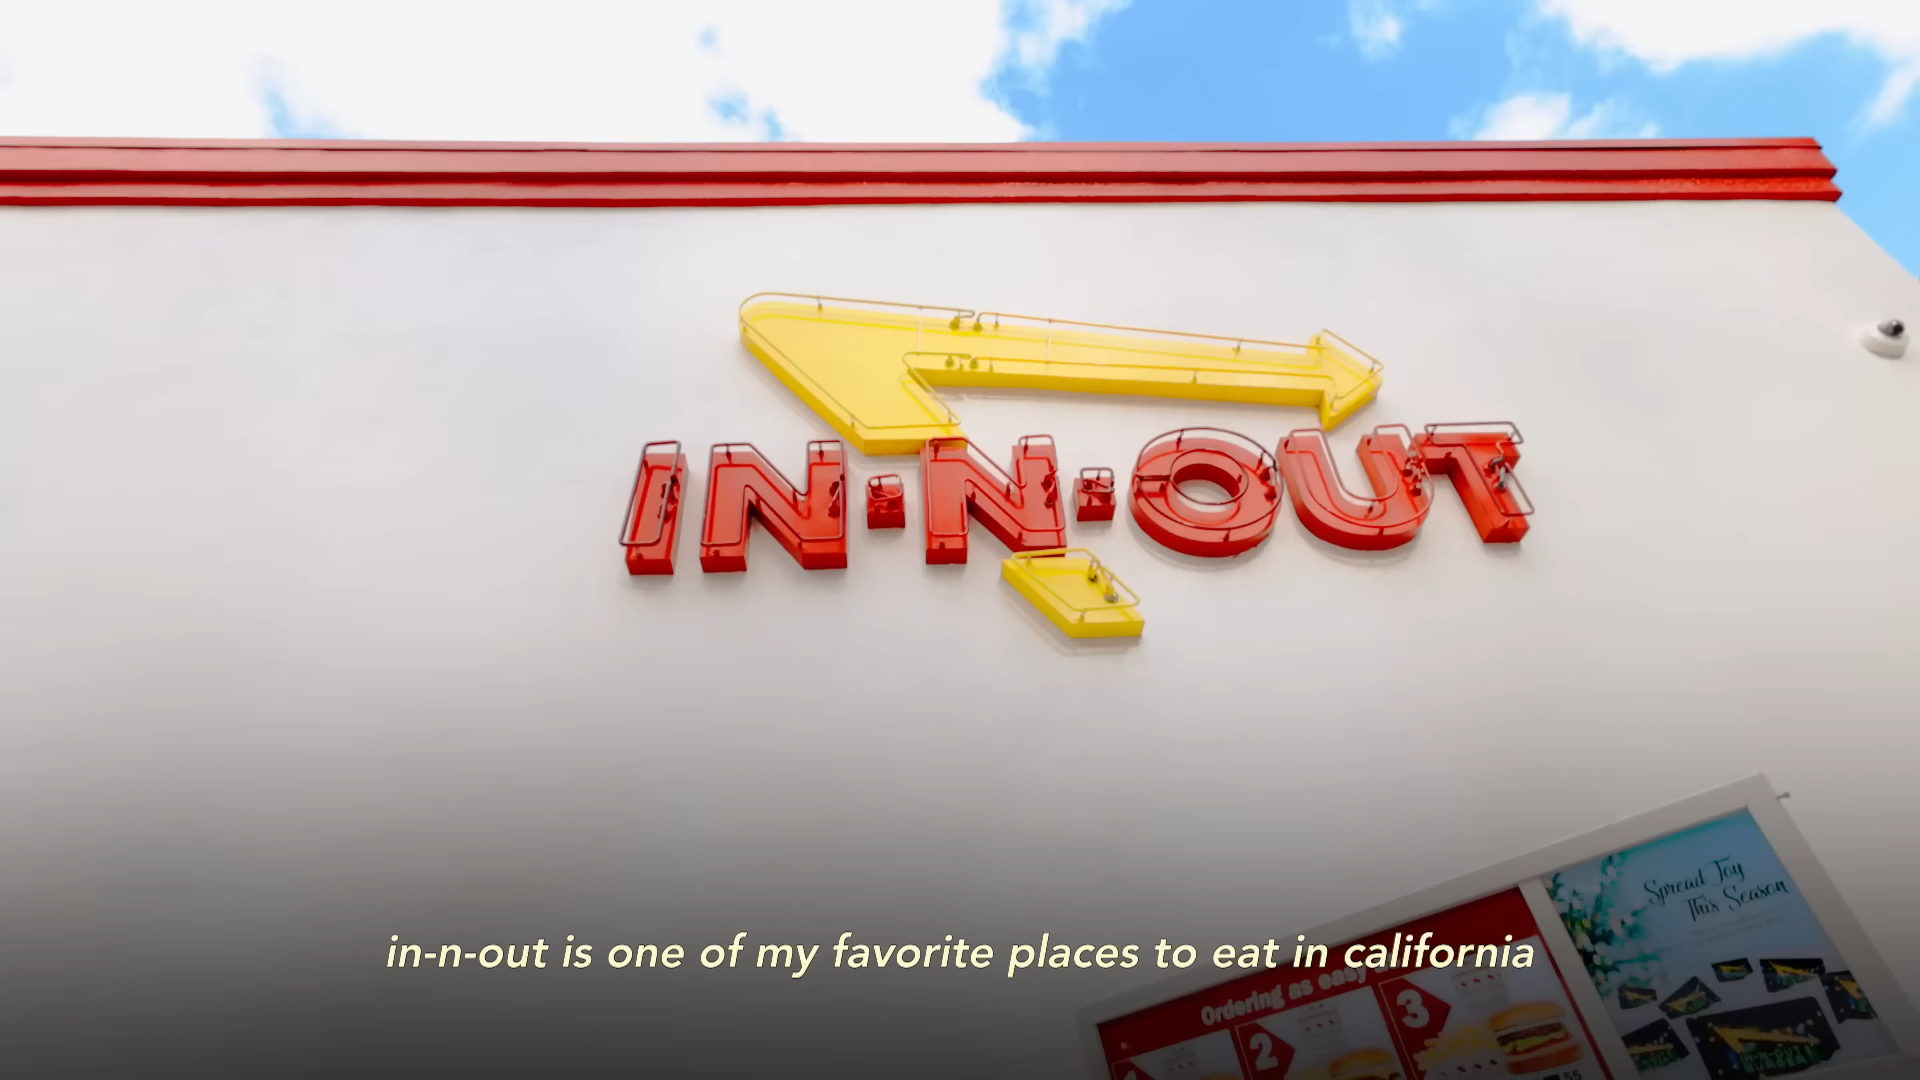 IN-N-OUT
Spread Joy
This Season
in-n-out is one of my favorite places to eat in california
Ordering as easy
2
3